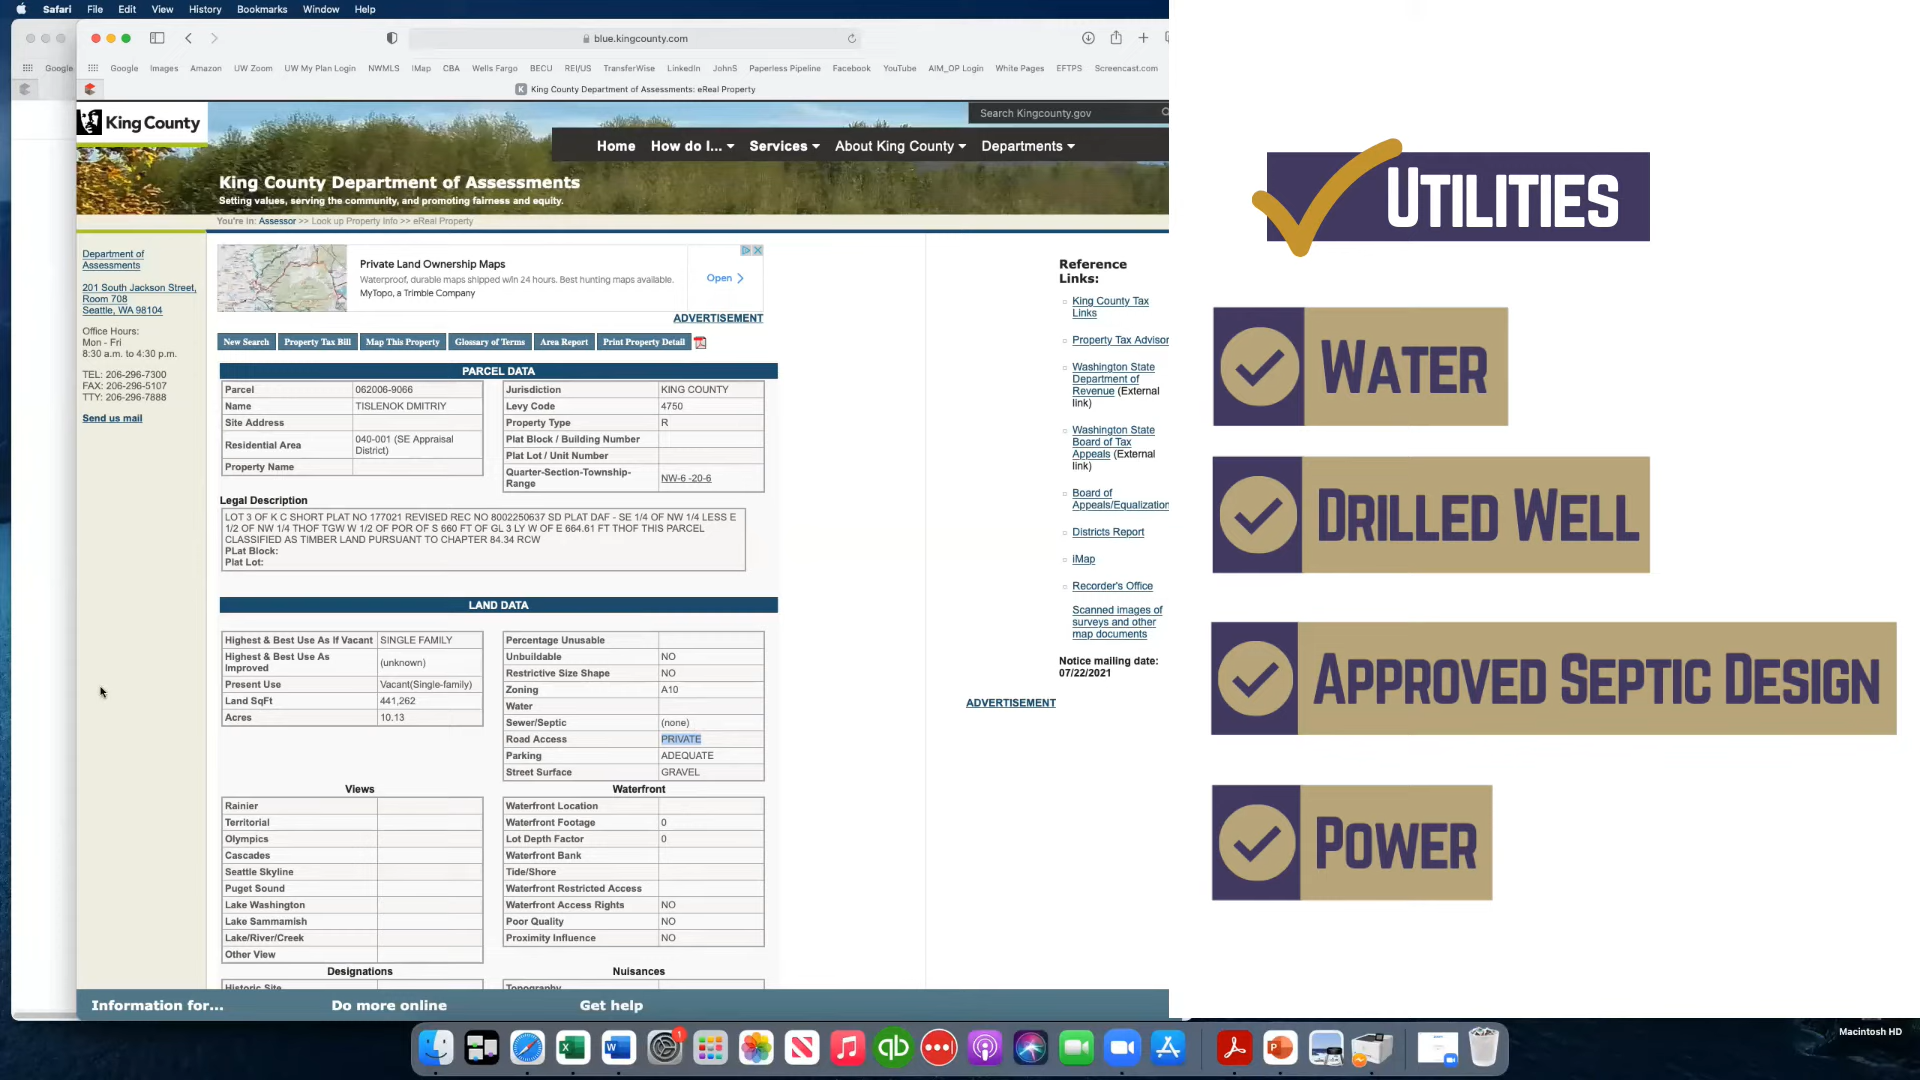 Safari File Edit View History Bookmarks Window Help
blue.kingcounty.com
Google
Google Images Amazon UW Zoom UW My Plan Login NWMLS iMap CBA Wells Fargo BECU REI/US TransferWise LinkedIn JohnS Paperless Pipeline Facebook YouTube AIM_OP Login White Pages EFTPS Screencast.com
K King County Department of Assessments: eReal Property
King County
Search Kingcounty.gov
Home How do I... Services About King County Departments
King County Department of Assessments
Setting values, serving the community, and promoting fairness and equity.
You're in: Assessor >> Look up Property Info >> eReal Property
Department of
Assessments
201 South Jackson Street,
Room 708
Seattle, WA 98104
Office Hours:
Mon - Fri
8:30 a.m. to 4:30 p.m.
TEL: 206-296-7300
FAX: 206-296-5107
TTY: 206-296-7888
Send us mail
Private Land Ownership Maps
Waterproof, durable maps shipped w/in 24 hours. Best hunting maps available.
MyTopo, a Trimble Company
Open
ADVERTISEMENT
New Search Property Tax Bill Map This Property Glossary of Terms Area Report Print Property Detail
PARCEL DATA
Parcel 062006-9066
Name TISLENOK DMITRIY
Site Address
Residential Area 040-001 (SE Appraisal
District)
Property Name
Jurisdiction KING COUNTY
Levy Code 4750
Property Type R
Plat Block / Building Number
Plat Lot / Unit Number
Quarter-Section-Township-
Range NW-6 -20-6
Legal Description
LOT 3 OF K C SHORT PLAT NO 177021 REVISED REC NO 8002250637 SD PLAT DAF - SE 1/4 OF NW 1/4 LESS E
1/2 OF NW 1/4 THOF TGW W 1/2 OF POR OF S 660 FT OF GL 3 LY W OF E 664.61 FT THOF THIS PARCEL
CLASSIFIED AS TIMBER LAND PURSUANT TO CHAPTER 84.34 RCW
PLat Block:
Plat Lot:
LAND DATA
Highest & Best Use As If Vacant SINGLE FAMILY
Highest & Best Use As
Improved (unknown)
Present Use Vacant(Single-family)
Land SqFt 441,262
Acres 10.13
Percentage Unusable
Unbuildable NO
Restrictive Size Shape NO
Zoning A10
Water
Sewer/Septic (none)
Road Access PRIVATE
Parking ADEQUATE
Street Surface GRAVEL
Views
Rainier
Territorial
Olympics
Cascades
Seattle Skyline
Puget Sound
Lake Washington
Lake Sammamish
Lake/River/Creek
Other View
Waterfront
Waterfront Location
Waterfront Footage 0
Lot Depth Factor 0
Waterfront Bank
Tide/Shore
Waterfront Restricted Access
Waterfront Access Rights NO
Poor Quality NO
Proximity Influence NO
Designations
Historic Site
Nuisances
Topography
Reference
Links:
King County Tax
Links
Property Tax Advisor
Washington State
Department of
Revenue (External
link)
Washington State
Board of Tax
Appeals (External
link)
Board of
Appeals/Equalization
Districts Report
iMap
Recorder's Office
Scanned images of
surveys and other
map documents
Notice mailing date:
07/22/2021
ADVERTISEMENT
Information for... Do more online Get help
UTILITIES
WATER
DRILLED WELL
APPROVED SEPTIC DESIGN
POWER
Macintosh HD
1